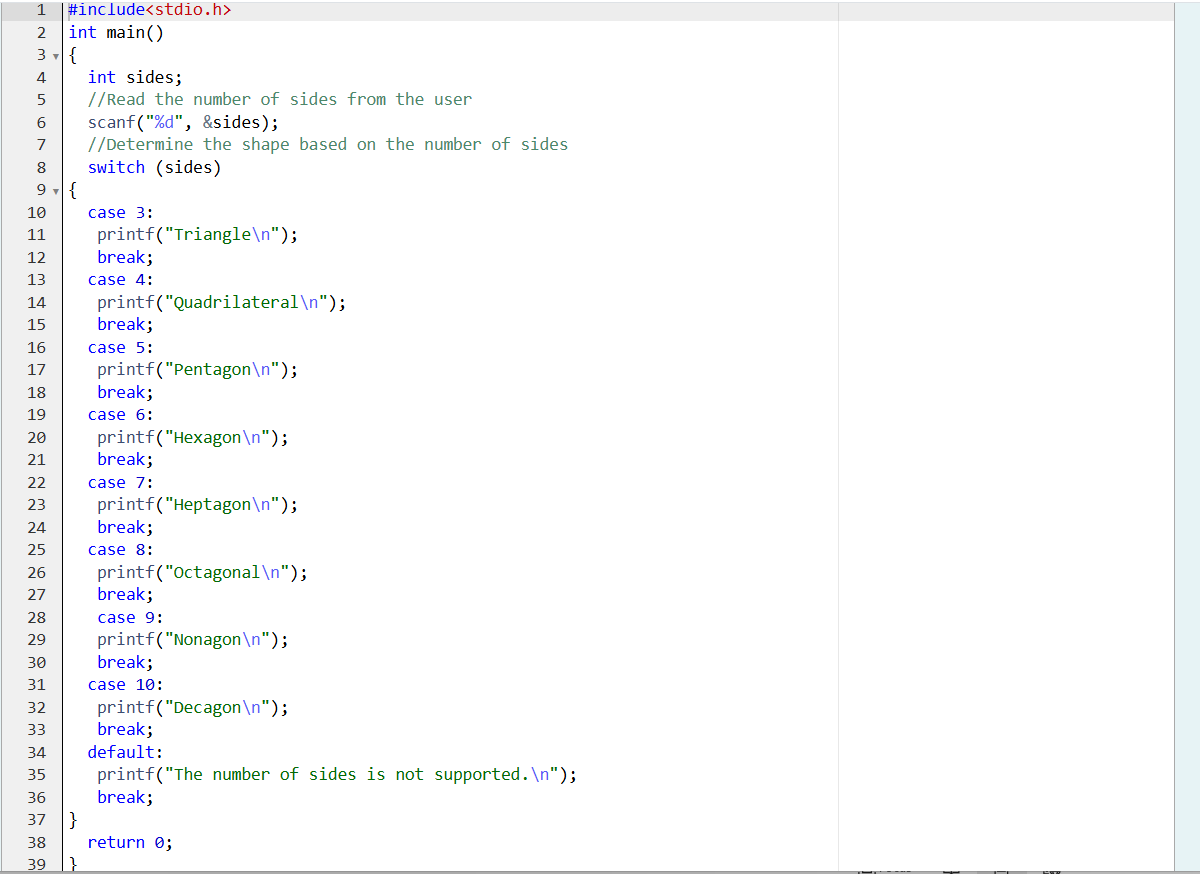 1 #include<stdio.h>
2 int main()
3 {
4 int sides;
5 //Read the number of sides from the user
6 scanf("%d", &sides);
7 //Determine the shape based on the number of sides
8 switch (sides)
9 {
10 case 3:
11 printf("Triangle\n");
12 break;
13 case 4:
14 printf("Quadrilateral\n");
15 break;
16 case 5:
17 printf("Pentagon\n");
18 break;
19 case 6:
20 printf("Hexagon\n");
21 break;
22 case 7:
23 printf("Heptagon\n");
24 break;
25 case 8:
26 printf("Octagonal\n");
27 break;
28 case 9:
29 printf("Nonagon\n");
30 break;
31 case 10:
32 printf("Decagon\n");
33 break;
34 default:
35 printf("The number of sides is not supported.\n");
36 break;
37 }
38 return 0;
39 }